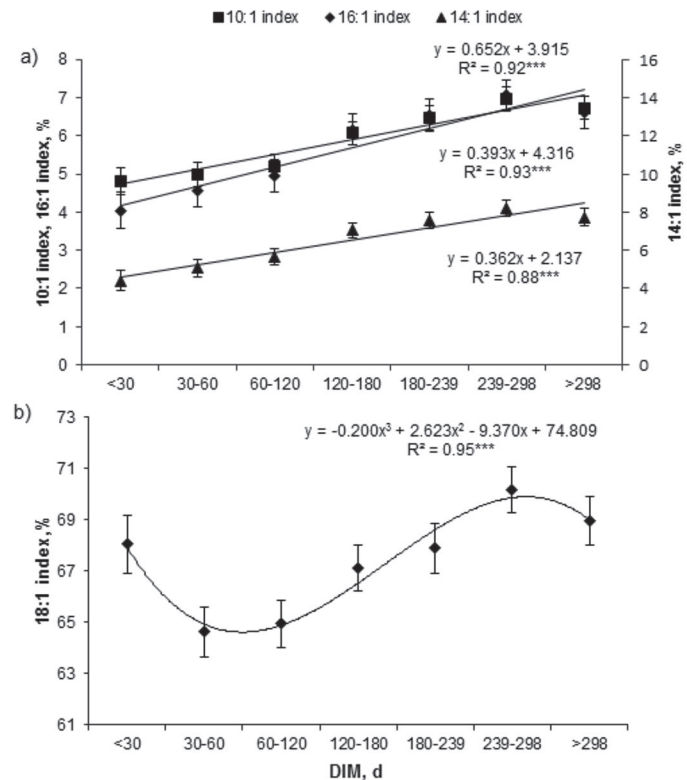 10:1 index 16:1 index 14:1 index
a)
y = 0.652x + 3.915
R² = 0.92***
y = 0.393x + 4.316
R² = 0.93***
y = 0.362x + 2.137
R² = 0.88***
10:1 index, 16:1 index, %
8
7
6
5
4
3
2
1
0
14:1 index, %
16
14
12
10
8
6
4
2
0
<30 30-60 60-120 120-180 180-239 239-298 >298
b)
y = -0.200x³ + 2.623x² - 9.370x + 74.809
R² = 0.95***
18:1 index,%
73
71
69
67
65
63
61
<30 30-60 60-120 120-180 180-239 239-298 >298
DIM, d